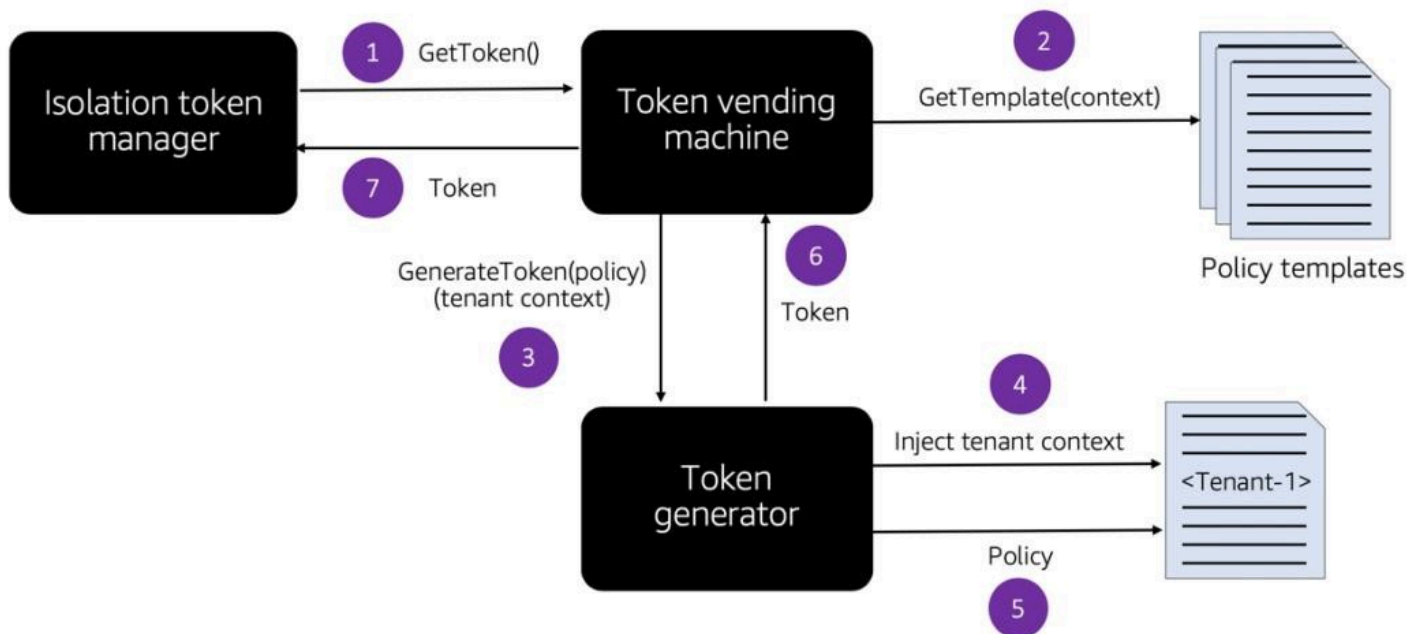 1
GetToken()
2
Isolation token
manager
Token vending
machine
GetTemplate(context)
7
Token
GenerateToken(policy)
(tenant context)
6
Policy templates
Token
3
4
Inject tenant context
<Tenant-1>
Token
generator
Policy
5